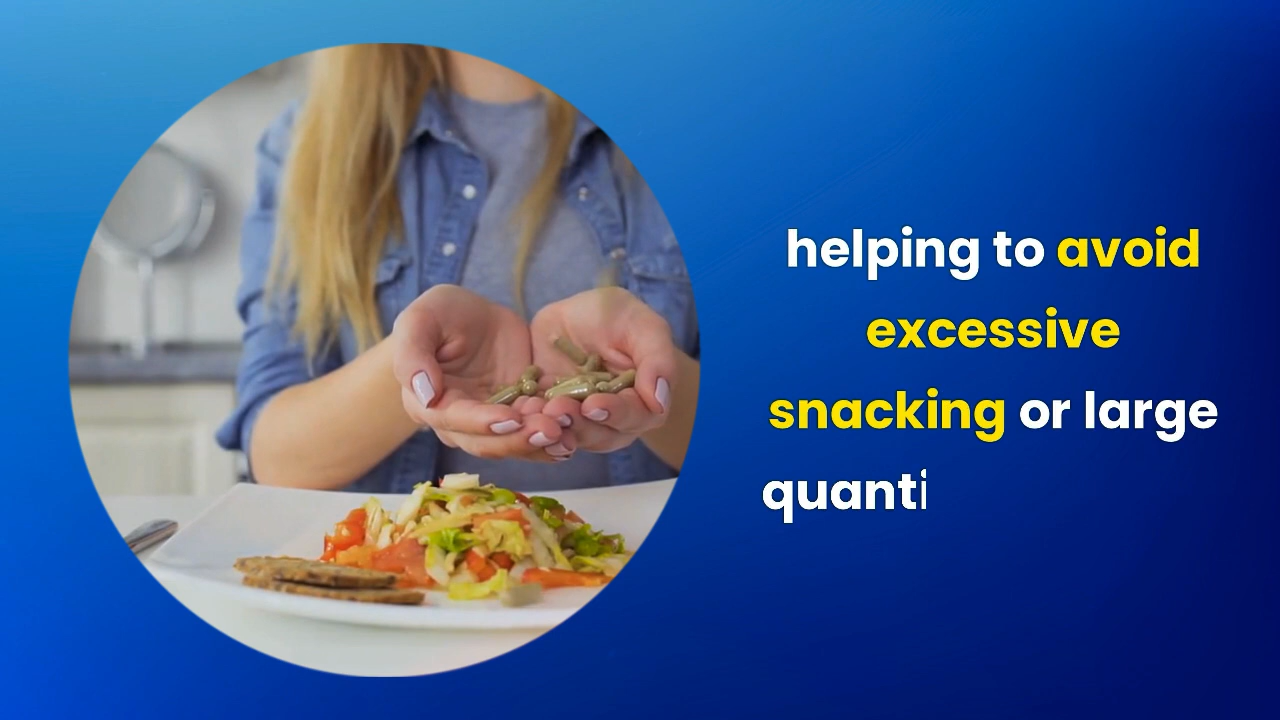 helping to avoid
excessive
snacking or large
quanti